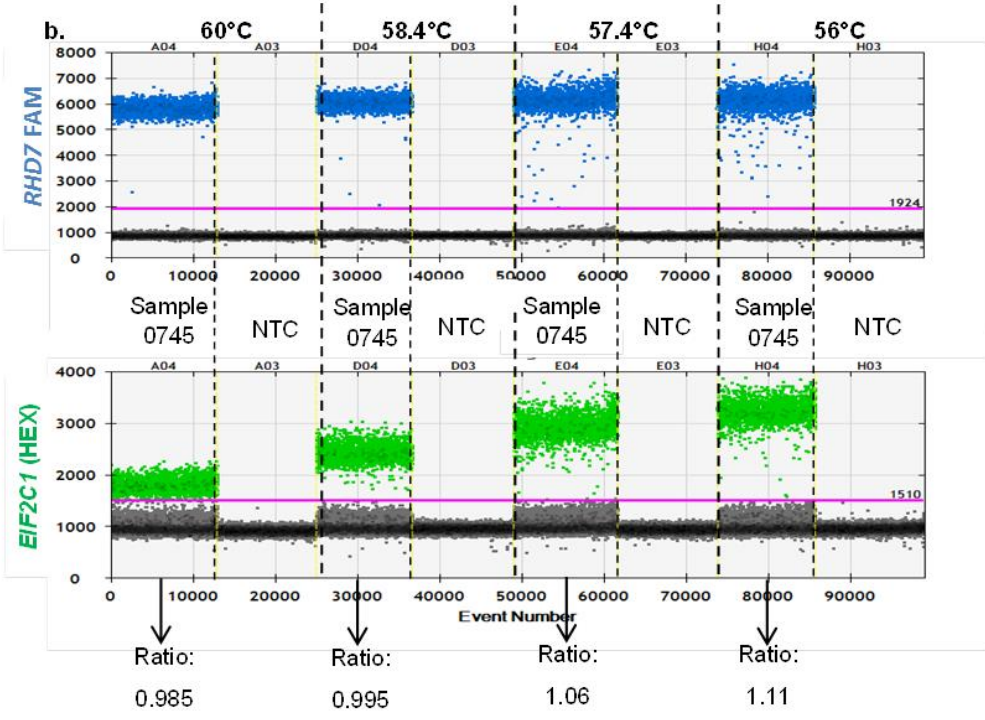 b. 60°C 58.4°C 57.4°C 56°C
A04 A03 D04 D03 E04 E03 H04 H03
RHD7 FAM
8000
7000
6000
5000
4000
3000
2000
1000
0
1924
0 10000 20000 30000 40000 50000 60000 70000 80000 90000
Sample 0745 NTC Sample 0745 NTC Sample 0745 NTC Sample 0745 NTC
A04 A03 D04 D03 E04 E03 H04 H03
EIF2C1 (HEX)
4000
3000
2000
1000
0
1510
0 10000 20000 30000 40000 50000 60000 70000 80000 90000
Event Number
Ratio: Ratio: Ratio: Ratio:
0.985 0.995 1.06 1.11